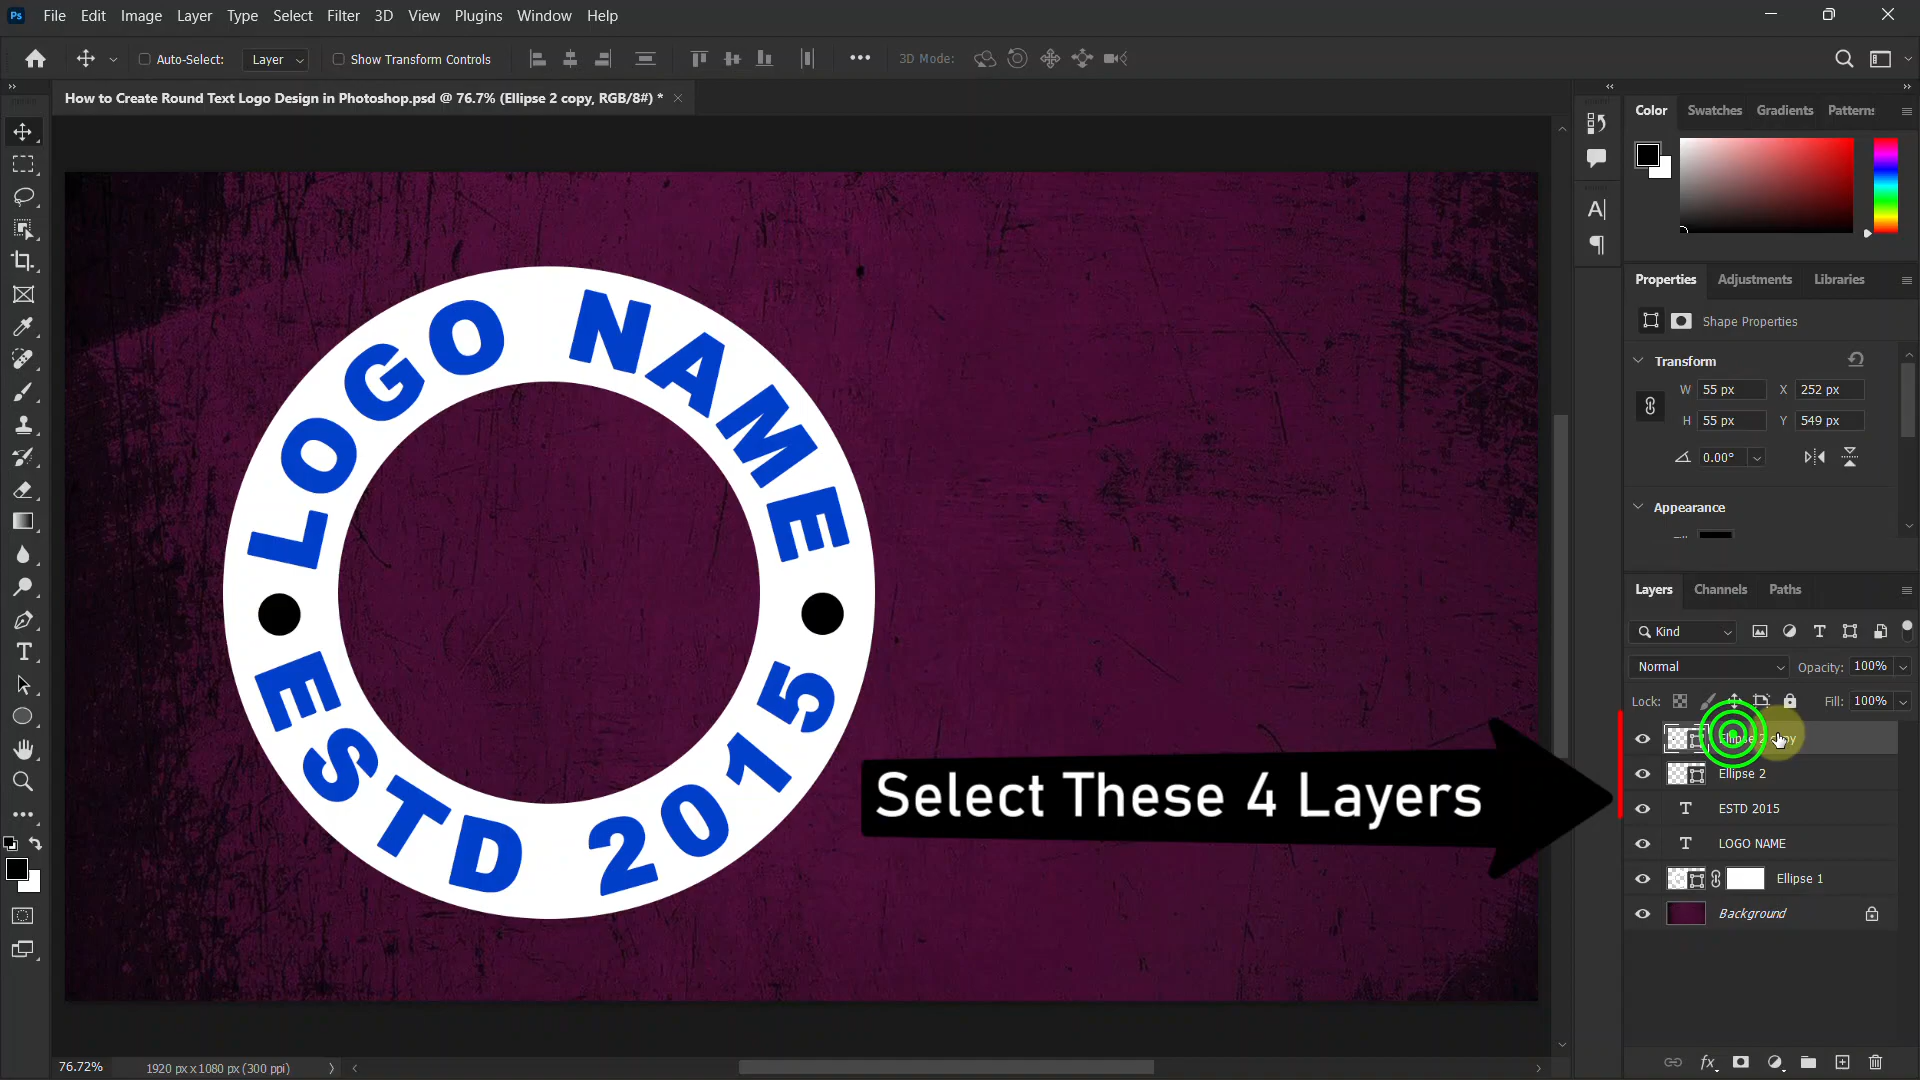 Ps File Edit Image Layer Type Select Filter 3D View Plugins Window Help
Auto-Select: Layer Show Transform Controls 3D Mode:
How to Create Round Text Logo Design in Photoshop.psd @ 76.7% (Ellipse 2 copy, RGB/8#) *
Color Swatches Gradients Patterns
Properties Adjustments Libraries
Shape Properties
Transform
W 55 px X 252 px
H 55 px Y 549 px
0.00°
Appearance
LOGO NAME
ESTD 2015
Select These 4 Layers
Layers Channels Paths
Kind
Normal Opacity: 100%
Lock: Fill: 100%
Ellipse 2 copy
Ellipse 2
ESTD 2015
LOGO NAME
Ellipse 1
Background
76.72% 1920 px x 1080 px (300 ppi)